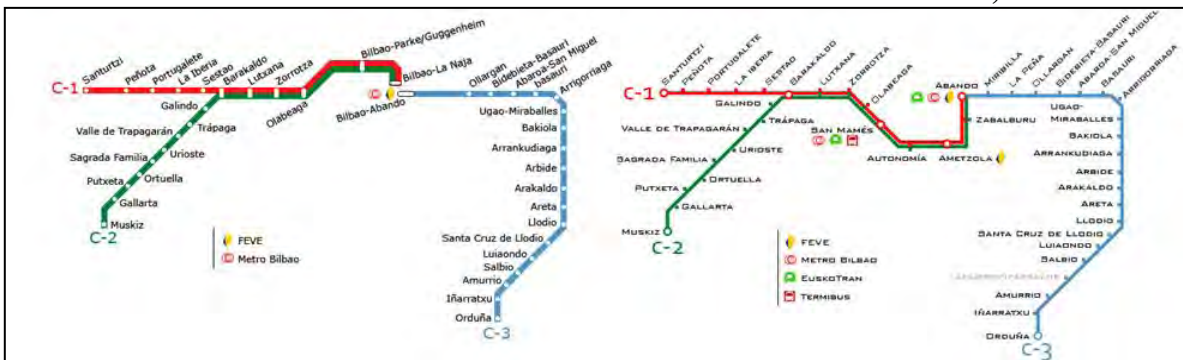 Santurtzi
Peñota
Portugalete
La Iberia
Sestao
Barakaldo
Lutxana
Zorrotza
Olabeaga
Bilbao-Parke/Guggenheim
Bilbao-La Naja
Bilbao-Abando
C-1
Galindo
Trápaga
Valle de Trapagarán
Urioste
Sagrada Familia
Ortuella
Putxeta
Gallarta
Muskiz
C-2
Ollargan
Bidebieta-Basauri
Abaroa-San Miguel
basauri
Arrigorriaga
Ugao-Miraballes
Bakiola
Arrankudiaga
Arbide
Arakaldo
Areta
Llodio
Santa Cruz de Llodio
Luiaondo
Salbio
Amurrio
Iñarratxu
Orduña
C-3
FEVE
Metro Bilbao
SANTURTZI
PEÑOTA
PORTUGALETE
LA IBERIA
SESTAO
BARAKALDO
LUTXANA
ZORROTZA
OLABEAGA
C-1
GALINDO
TRÁPAGA
VALLE DE TRAPAGARÁN
URIOSTE
SAGRADA FAMILIA
ORTUELLA
PUTXETA
GALLARTA
MUSKIZ
C-2
SAN MAMÉS
AUTONOMÍA
AMETZOLA
ZABALBURU
ABANDO
MIRIBILLA
LA PEÑA
OLLARGAN
BIDEBIETA-BASAURI
ABAROA-SAN MIGUEL
BASAURI
ARRIGORRIAGA
UGAO-
MIRABALLES
BAKIOLA
ARRANKUDIAGA
ARBIDE
ARAKALDO
ARETA
LLODIO
SANTA CRUZ DE LLODIO
LUIAONDO
SALBIO
AMURRIO
IÑARRATXU
ORDUÑA
C-3
FEVE
METRO BILBAO
EUSKOTRAN
TERMIBUS